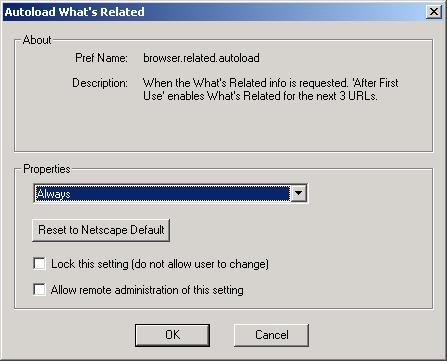 Autoload What's Related
About
Pref Name: browser.related.autoload
Description: When the What's Related info is requested. 'After First
Use' enables What's Related for the next 3 URLs.
Properties
Always
Reset to Netscape Default
Lock this setting (do not allow user to change)
Allow remote administration of this setting
OK Cancel